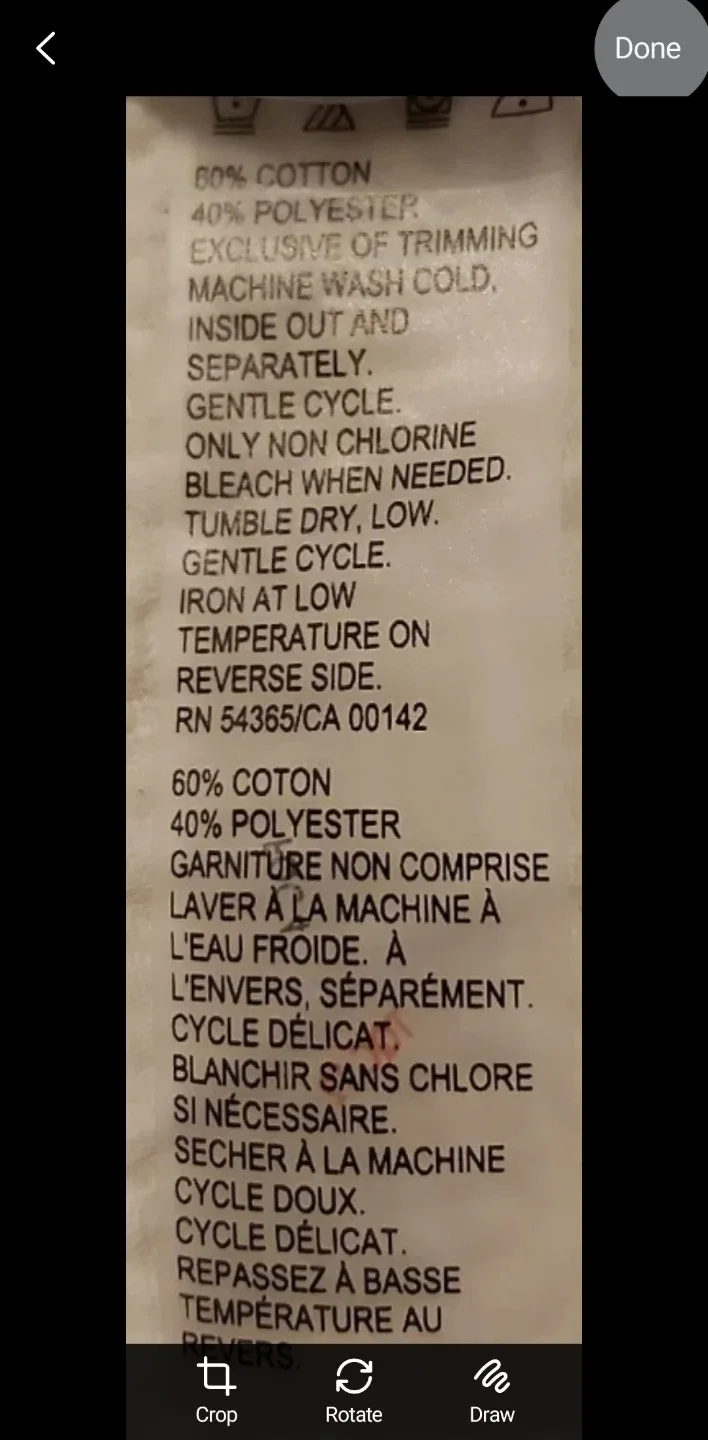 Done
60% COTTON
40% POLYESTER
EXCLUSIVE OF TRIMMING
MACHINE WASH COLD,
INSIDE OUT AND
SEPARATELY.
GENTLE CYCLE.
ONLY NON CHLORINE
BLEACH WHEN NEEDED.
TUMBLE DRY, LOW.
GENTLE CYCLE.
IRON AT LOW
TEMPERATURE ON
REVERSE SIDE.
RN 54365/CA 00142
60% COTON
40% POLYESTER
GARNITURE NON COMPRISE
LAVER À LA MACHINE À
L'EAU FROIDE. À
L'ENVERS, SÉPARÉMENT.
CYCLE DÉLICAT.
BLANCHIR SANS CHLORE
SI NÉCESSAIRE.
SECHER À LA MACHINE
CYCLE DOUX.
CYCLE DÉLICAT.
REPASSEZ À BASSE
TEMPÉRATURE AU
REVERS.
Crop Rotate Draw